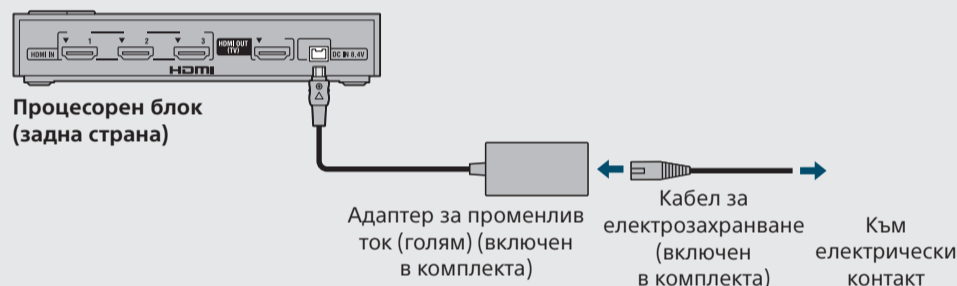 1 2 3
HDMI IN HDMI OUT (TV) DC IN 8.4V
HDMI
Процесорен блок
(задна страна)
Адаптер за променлив
ток (голям) (включен
в комплекта)
Кабел за
електрозахранване
(включен
в комплекта)
Към
електрически
контакт